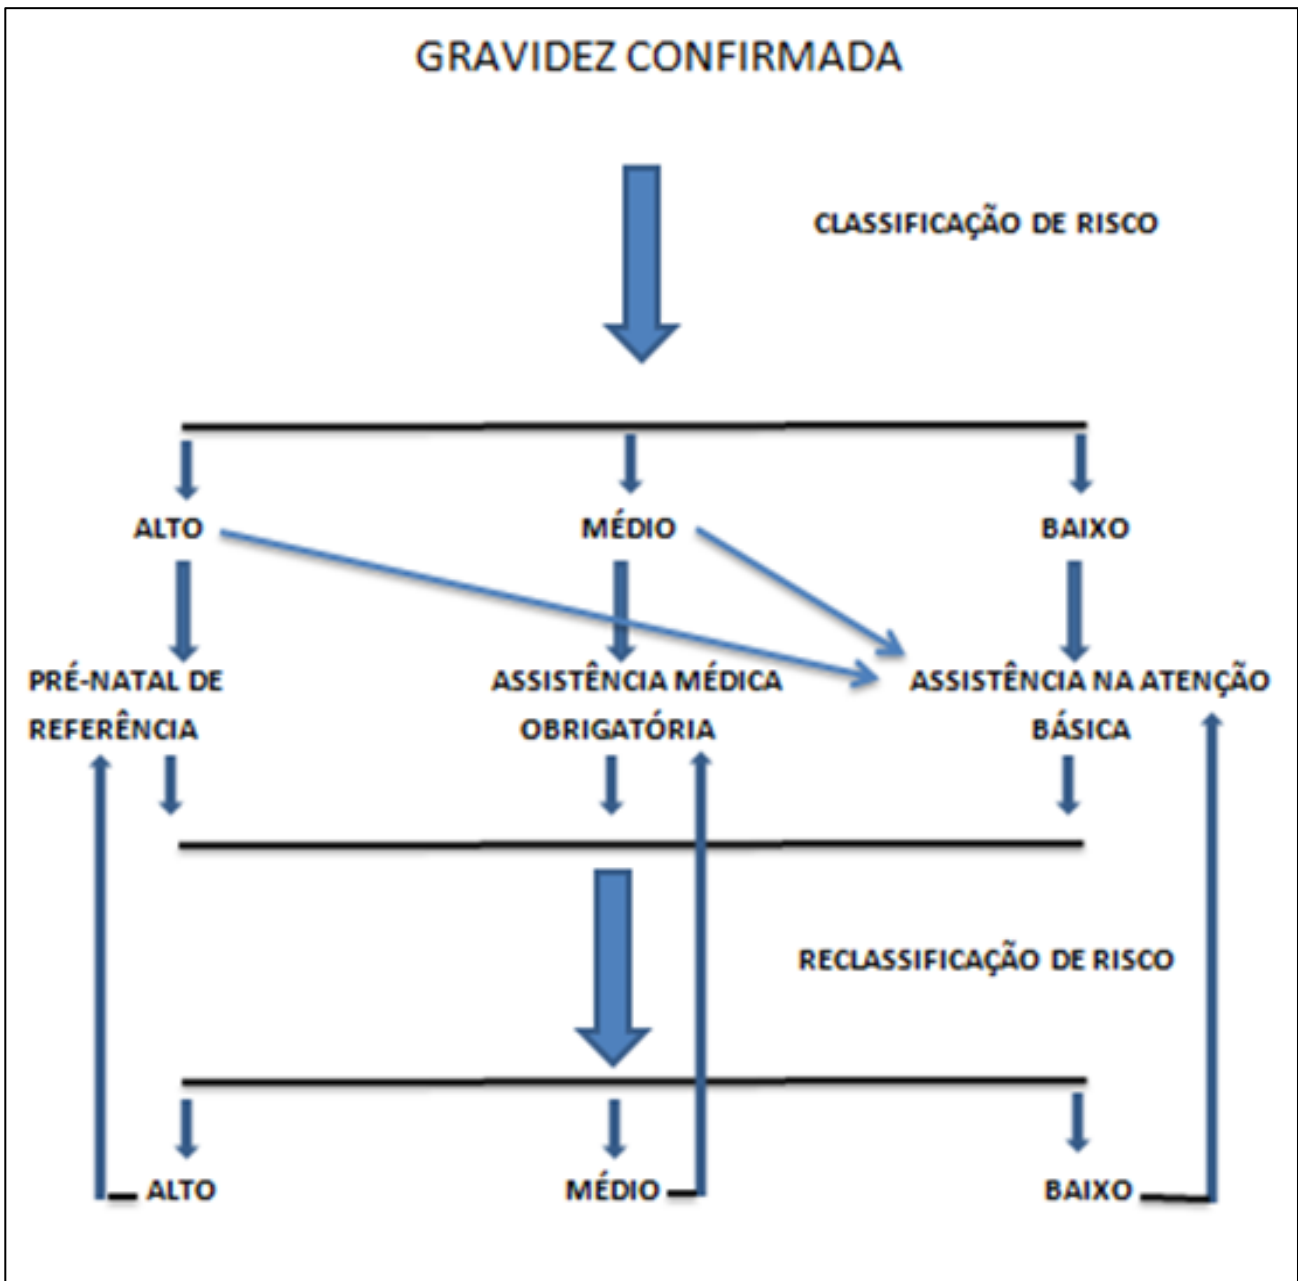 GRAVIDEZ CONFIRMADA
CLASSIFICAÇÃO DE RISCO
ALTO
MÉDIO
BAIXO
PRÉ-NATAL DE
REFERÊNCIA
ASSISTÊNCIA MÉDICA
OBRIGATÓRIA
ASSISTÊNCIA NA ATENÇÃO
BÁSICA
RECLASSIFICAÇÃO DE RISCO
ALTO
MÉDIO
BAIXO